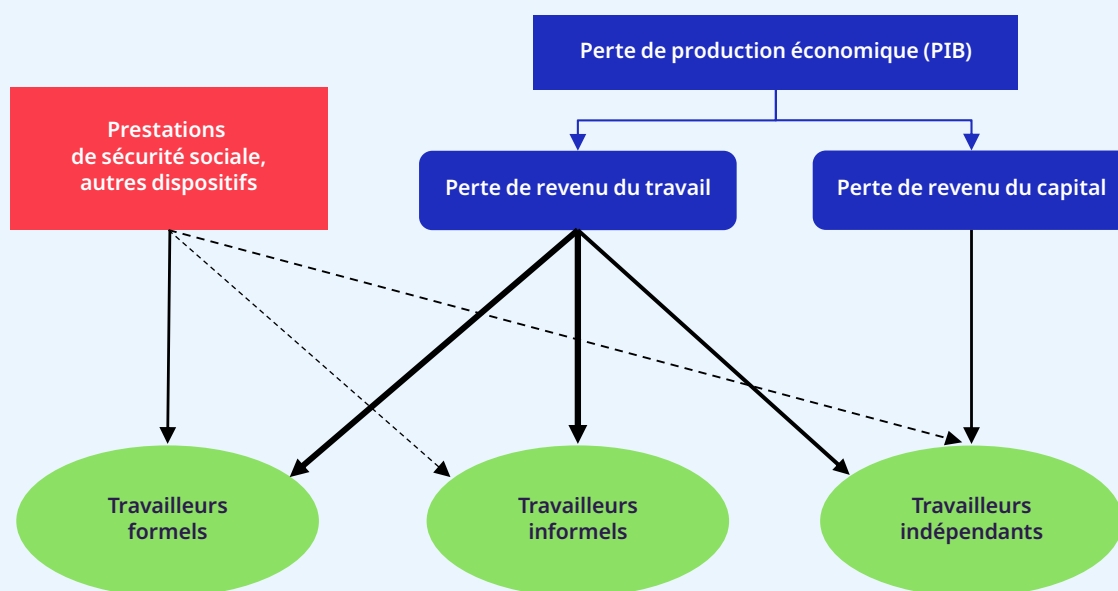 Perte de production économique (PIB)
Prestations
de sécurité sociale,
autres dispositifs
Perte de revenu du travail
Perte de revenu du capital
Travailleurs
formels
Travailleurs
informels
Travailleurs
indépendants